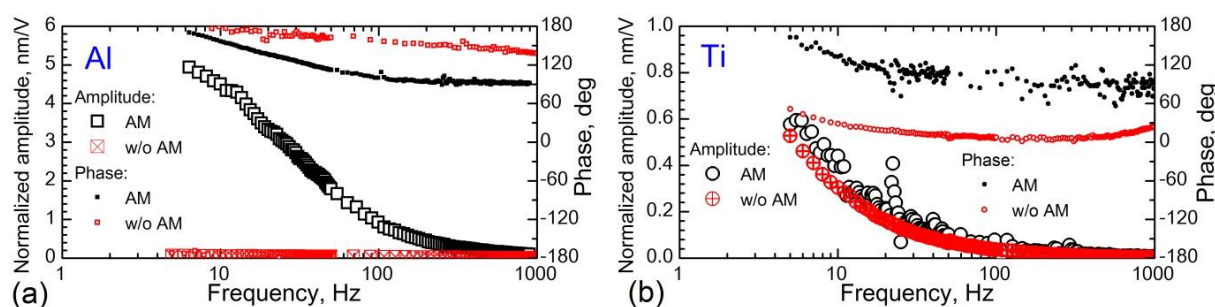 Normalized amplitude, nm/V
6
5
4
3
2
1
0
Al
Amplitude:
AM
w/o AM
Phase:
AM
w/o AM
180
120
60
0
-60
-120
-180
Phase, deg
1 10 100 1000
Frequency, Hz
(a)
Normalized amplitude, nm/V
1.0
0.8
0.6
0.4
0.2
0.0
Ti
Amplitude:
AM
w/o AM
Phase:
AM
w/o AM
180
120
60
0
-60
-120
-180
Phase, deg
1 10 100 1000
Frequency, Hz
(b)